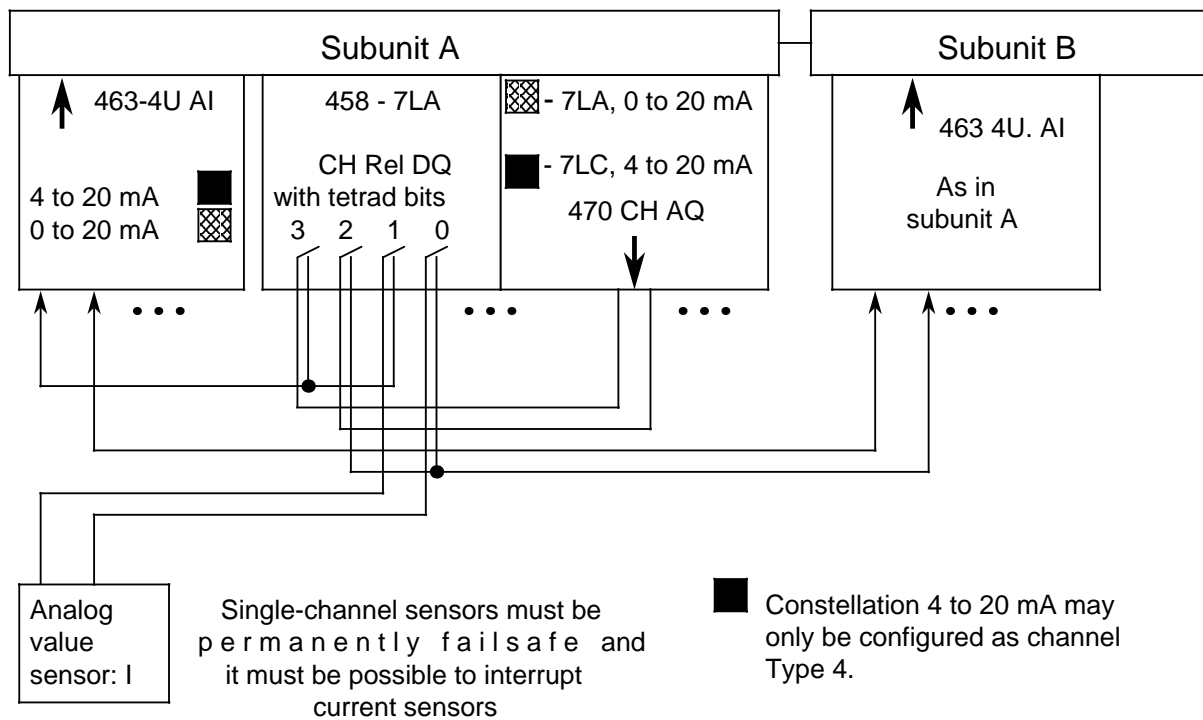 Subunit A
Subunit B
463-4U AI
4 to 20 mA
0 to 20 mA
458 - 7LA
CH Rel DQ
with tetrad bits
3 2 1 0
- 7LA, 0 to 20 mA
- 7LC, 4 to 20 mA
470 CH AQ
463 4U. AI
As in
subunit A
• • •
• • •
• • •
• • •
Analog
value
sensor: I
Single-channel sensors must be
permanently failsafe and
it must be possible to interrupt
current sensors
Constellation 4 to 20 mA may
only be configured as channel
Type 4.